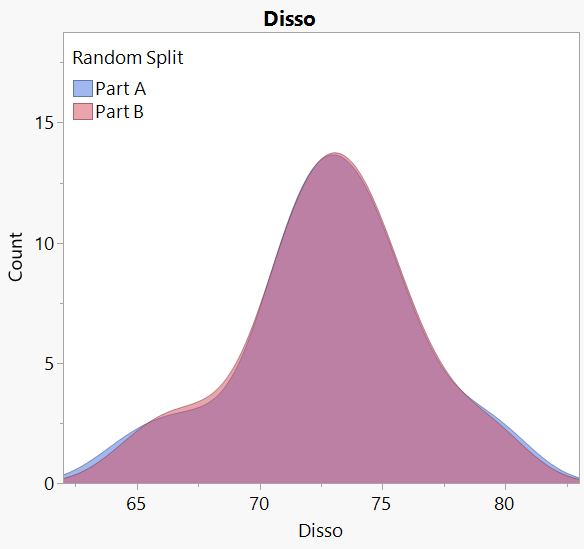 Disso
Random Split
Part A
Part B
15
10
5
0
Count
65 70 75 80
Disso